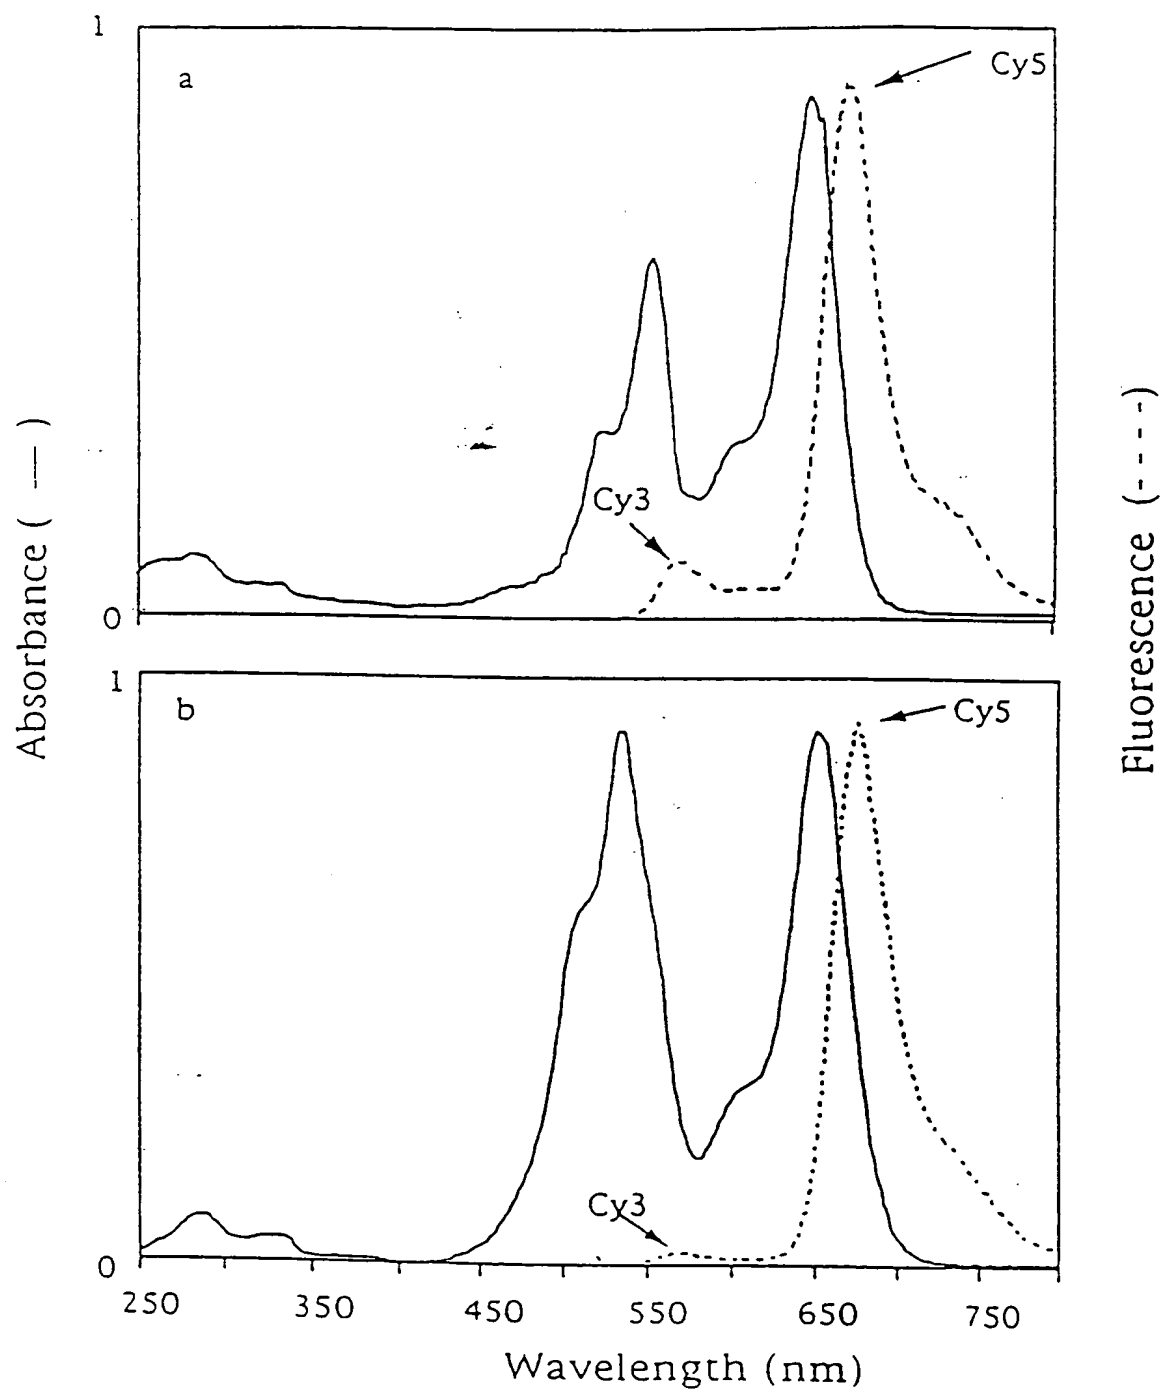 1
a
Cy5
Cy3
0
Absorbance ( — )
Fluorescence (- - - -)
1
b
Cy5
Cy3
0
250 350 450 550 650 750
Wavelength (nm)